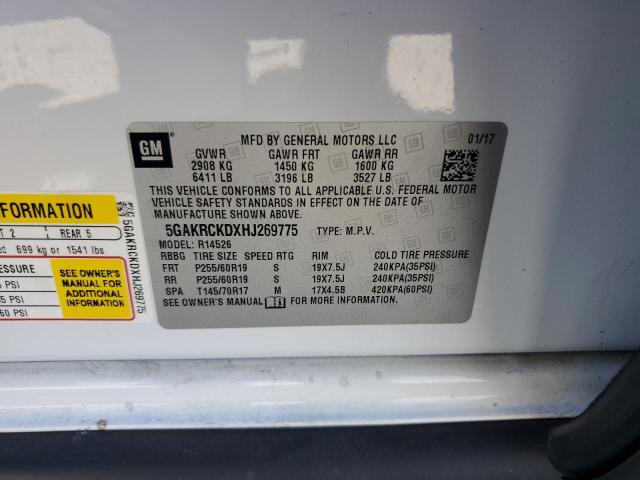 GM
MFD BY GENERAL MOTORS LLC 01/17
GVWR GAWR FRT GAWR RR
2908 KG 1450 KG 1600 KG
6411 LB 3196 LB 3527 LB
THIS VEHICLE CONFORMS TO ALL APPLICABLE U.S. FEDERAL MOTOR
VEHICLE SAFETY STANDARDS IN EFFECT ON THE DATE OF
MANUFACTURE SHOWN ABOVE.
5GAKRCKDXHJ269775 TYPE: M.P.V.
MODEL: R14526
RBBG TIRE SIZE SPEED RTG RIM COLD TIRE PRESSURE
FRT P255/60R19 S 19X7.5J 240KPA(35PSI)
RR P255/60R19 S 19X7.5J 240KPA(35PSI)
SPA T145/70R17 M 17X4.5B 420KPA(60PSI)
SEE OWNER'S MANUAL FOR MORE INFORMATION.
FORMATION
T 2 REAR 5
ed 699 kg or 1541 lbs
ESSURE
PSI
5 PSI
60 PSI
SEE OWNER'S
MANUAL FOR
ADDITIONAL
INFORMATION
5GAKRCKDXHJ269775